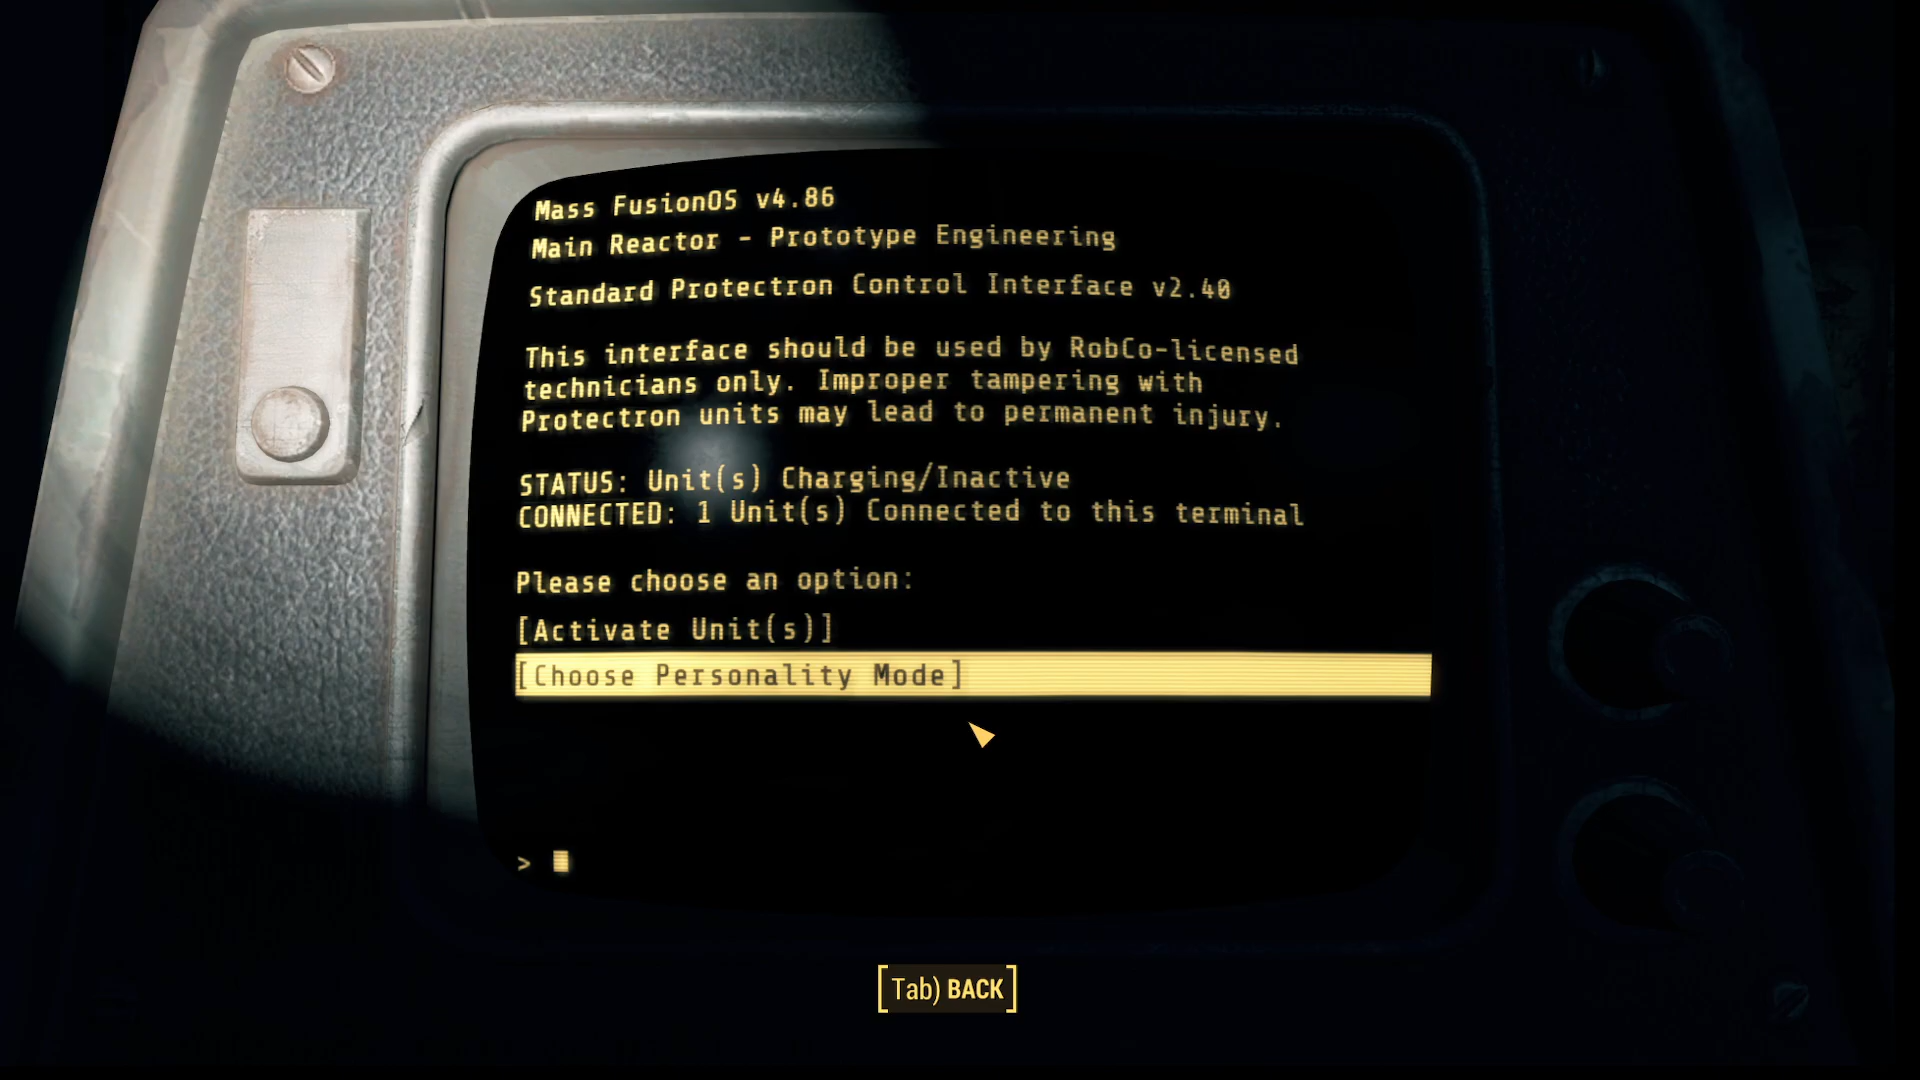 Mass FusionOS v4.86
Main Reactor - Prototype Engineering
Standard Protectron Control Interface v2.40
This interface should be used by RobCo-licensed
technicians only. Improper tampering with
Protectron units may lead to permanent injury.
STATUS: Unit(s) Charging/Inactive
CONNECTED: 1 Unit(s) Connected to this terminal
Please choose an option:
[Activate Unit(s)]
[Choose Personality Mode]
>
Tab) BACK